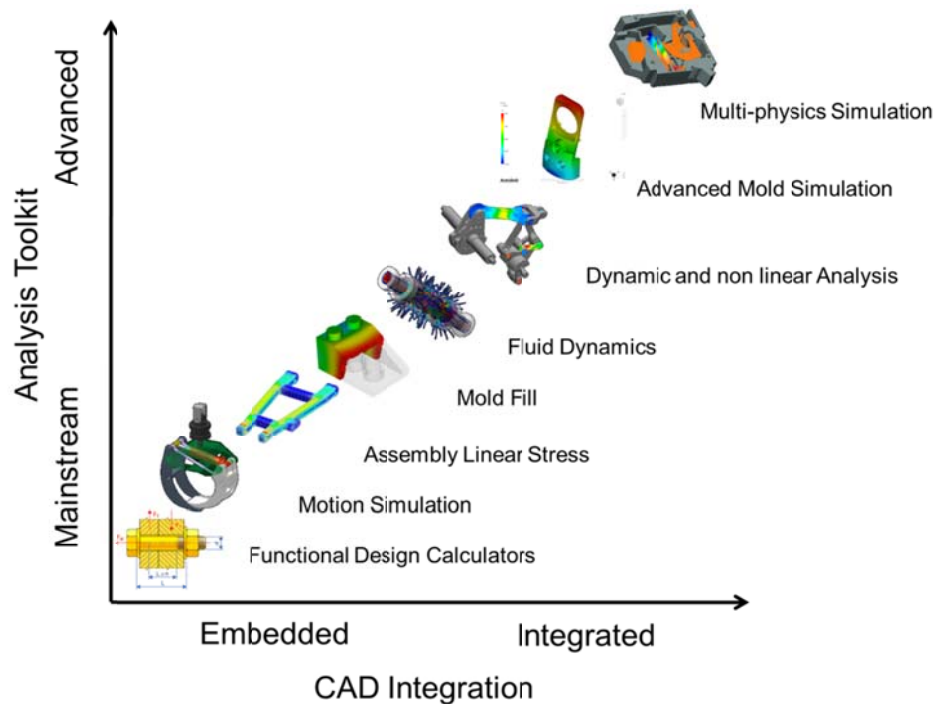 Multi-physics Simulation
Advanced Mold Simulation
Dynamic and non linear Analysis
Fluid Dynamics
Mold Fill
Assembly Linear Stress
Motion Simulation
Functional Design Calculators
Advanced
Mainstream
Analysis Toolkit
Embedded
Integrated
CAD Integration